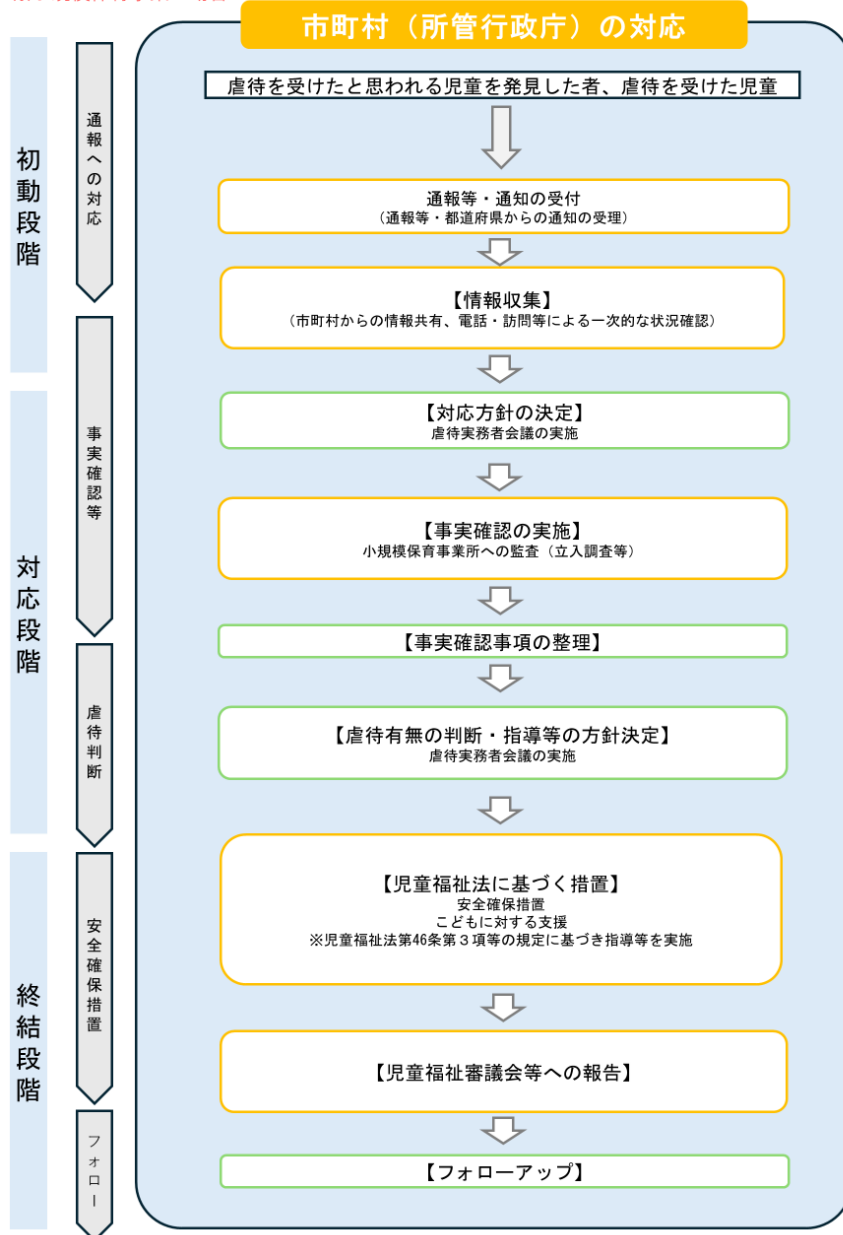 市町村（所管行政庁）の対応
虐待を受けたと思われる児童を発見した者、虐待を受けた児童
初動段階
通報への対応
通報等・通知の受付
（通報等・都道府県からの通知の受理）
【情報収集】
（市町村からの情報共有、電話・訪問等による一次的な状況確認）
対応段階
事実確認等
【対応方針の決定】
虐待実務者会議の実施
【事実確認の実施】
小規模保育事業所への監査（立入調査等）
【事実確認事項の整理】
虐待判断
【虐待有無の判断・指導等の方針決定】
虐待実務者会議の実施
終結段階
安全確保措置
【児童福祉法に基づく措置】
安全確保措置
こどもに対する支援
※児童福祉法第46条第３項等の規定に基づき指導等を実施
【児童福祉審議会等への報告】
フォロー
【フォローアップ】